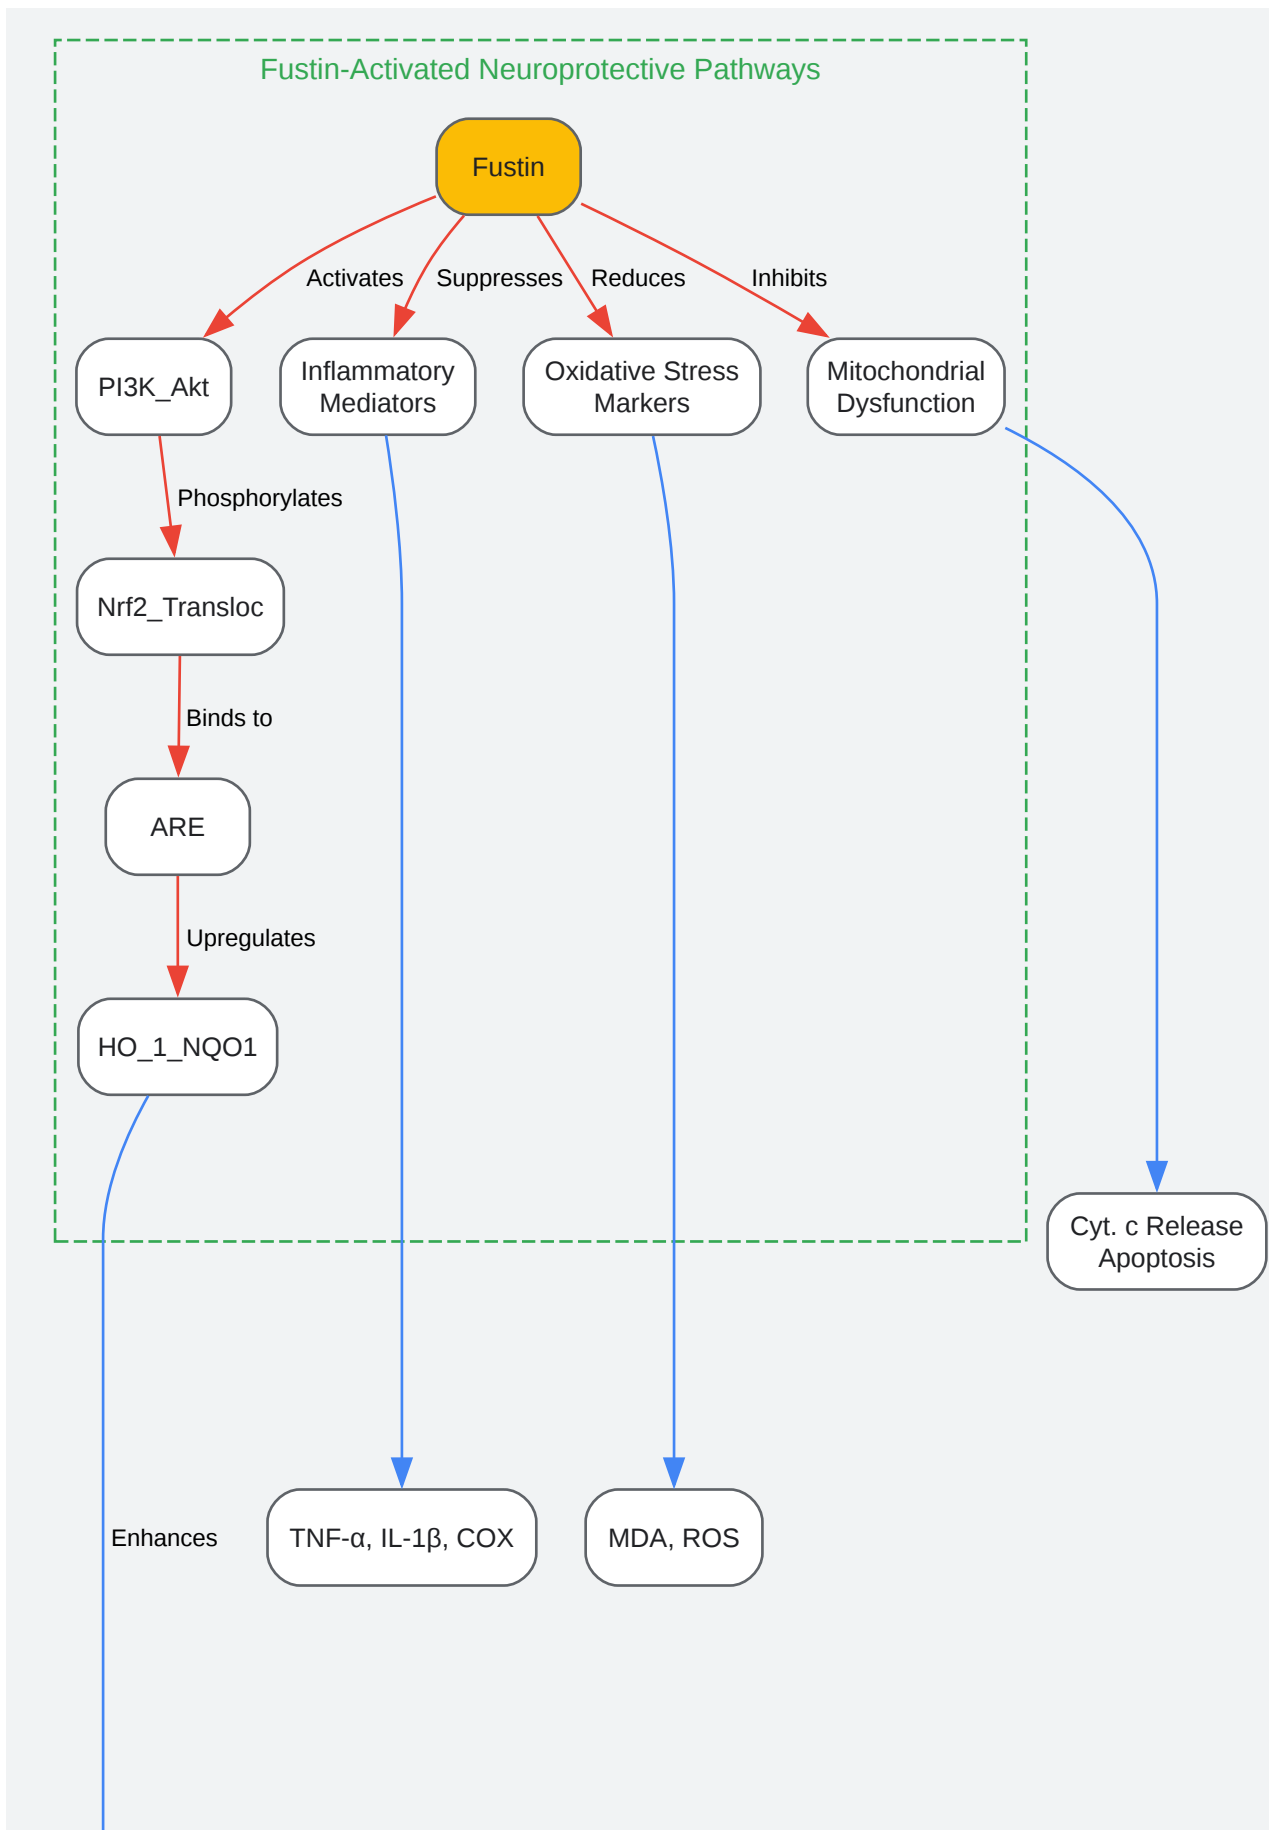 Fustin-Activated Neuroprotective Pathways
Fustin
Activates
Suppresses
Reduces
Inhibits
PI3K_Akt
Inflammatory
Mediators
Oxidative Stress
Markers
Mitochondrial
Dysfunction
Phosphorylates
Nrf2_Transloc
Binds to
ARE
Upregulates
HO_1_NQO1
Cyt. c Release
Apoptosis
Enhances
TNF-α, IL-1β, COX
MDA, ROS